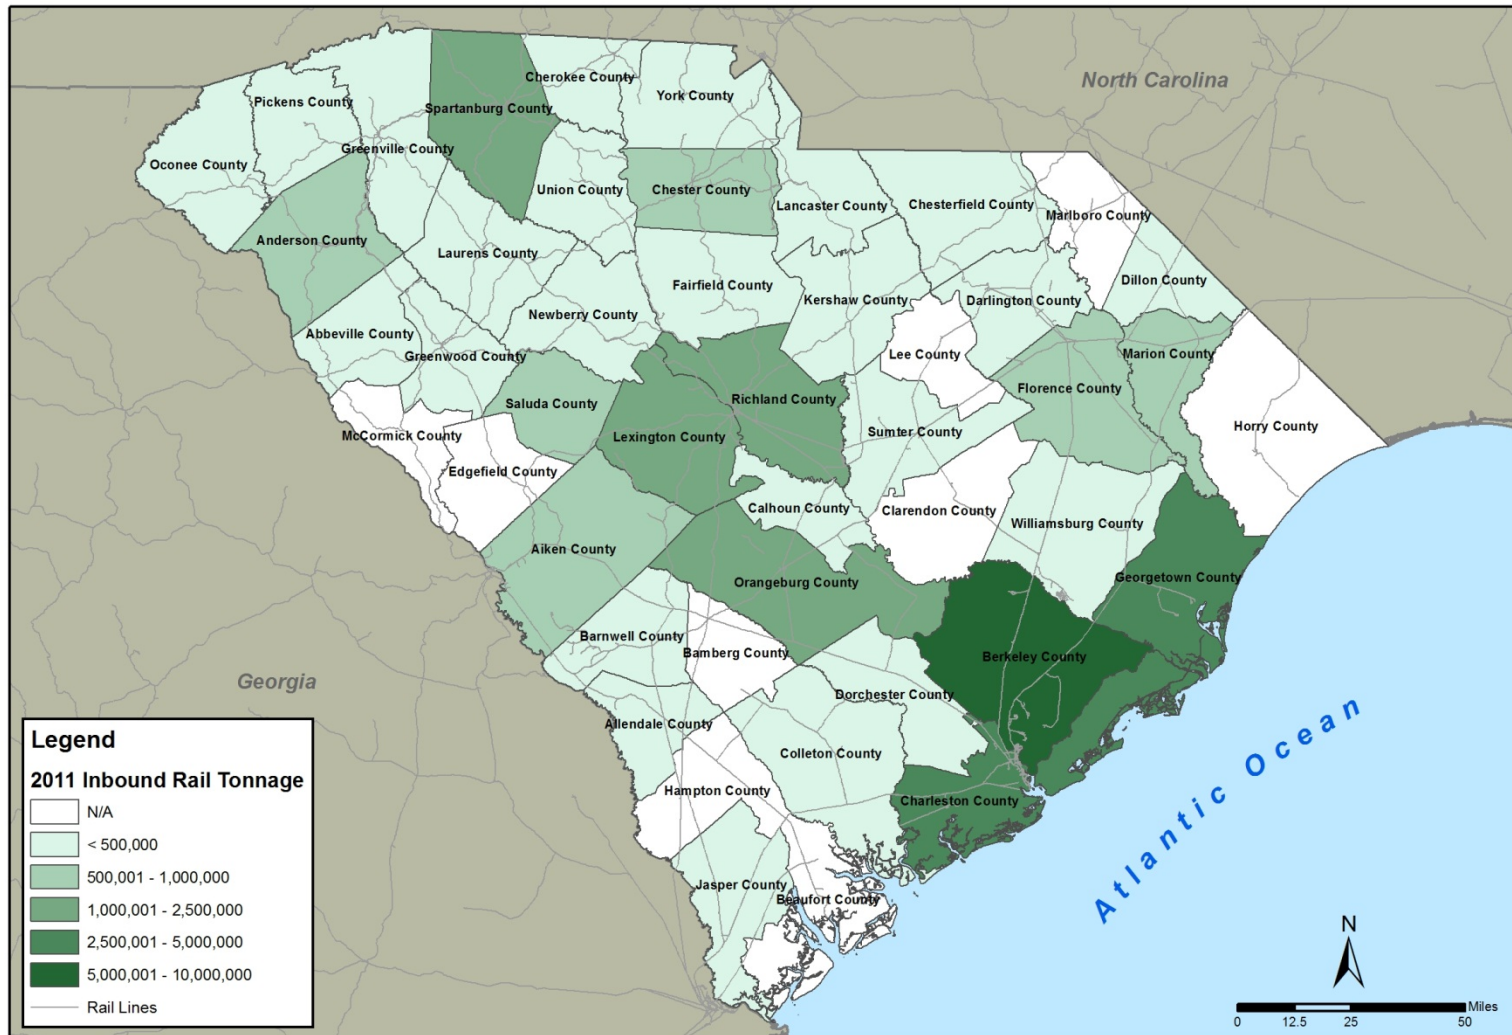 North Carolina
Cherokee County
York County
Pickens County
Spartanburg County
Greenville County
Oconee County
Union County
Chester County
Lancaster County
Chesterfield County
Marlboro County
Anderson County
Laurens County
Dillon County
Fairfield County
Kershaw County
Darlington County
Newberry County
Abbeville County
Greenwood County
Lee County
Marion County
Florence County
Saluda County
Richland County
Horry County
McCormick County
Lexington County
Sumter County
Edgefield County
Calhoun County
Clarendon County
Williamsburg County
Aiken County
Orangeburg County
Georgetown County
Barnwell County
Bamberg County
Berkeley County
Georgia
Dorchester County
Allendale County
Colleton County
Hampton County
Charleston County
Jasper County
Beaufort County
Atlantic Ocean
Legend
2011 Inbound Rail Tonnage
N/A
< 500,000
500,001 - 1,000,000
1,000,001 - 2,500,000
2,500,001 - 5,000,000
5,000,001 - 10,000,000
Rail Lines
N
Miles
0 12.5 25 50